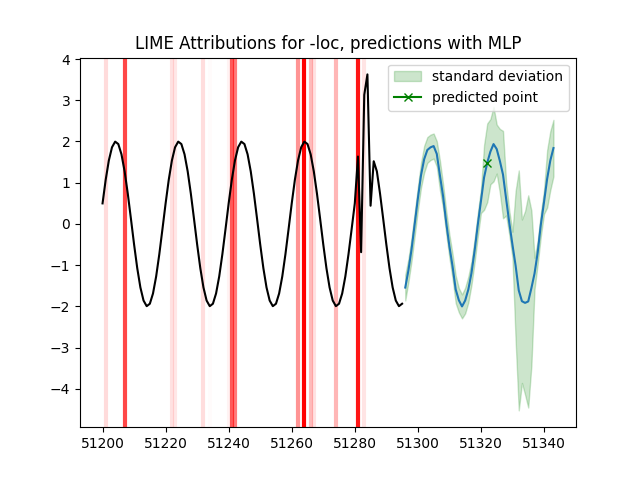 LIME Attributions for -loc, predictions with MLP
standard deviation
predicted point
4
3
2
1
0
−1
−2
−3
−4
51200 51220 51240 51260 51280 51300 51320 51340